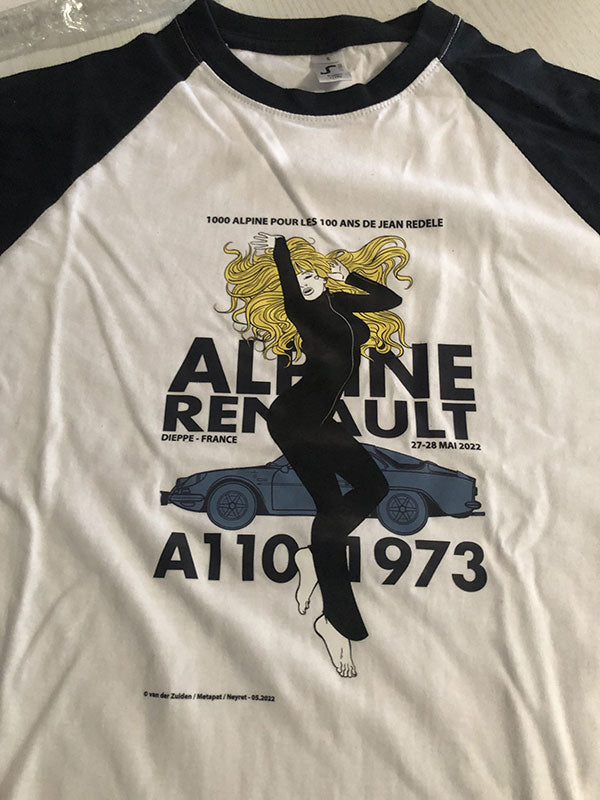 1000 ALPINE POUR LES 100 ANS DE JEAN REDELE
ALPINE
RENAULT
DIEPPE - FRANCE
27-28 MAI 2022
A110 1973
© van der Zuiden / Metapat / Neyret - 05.2022